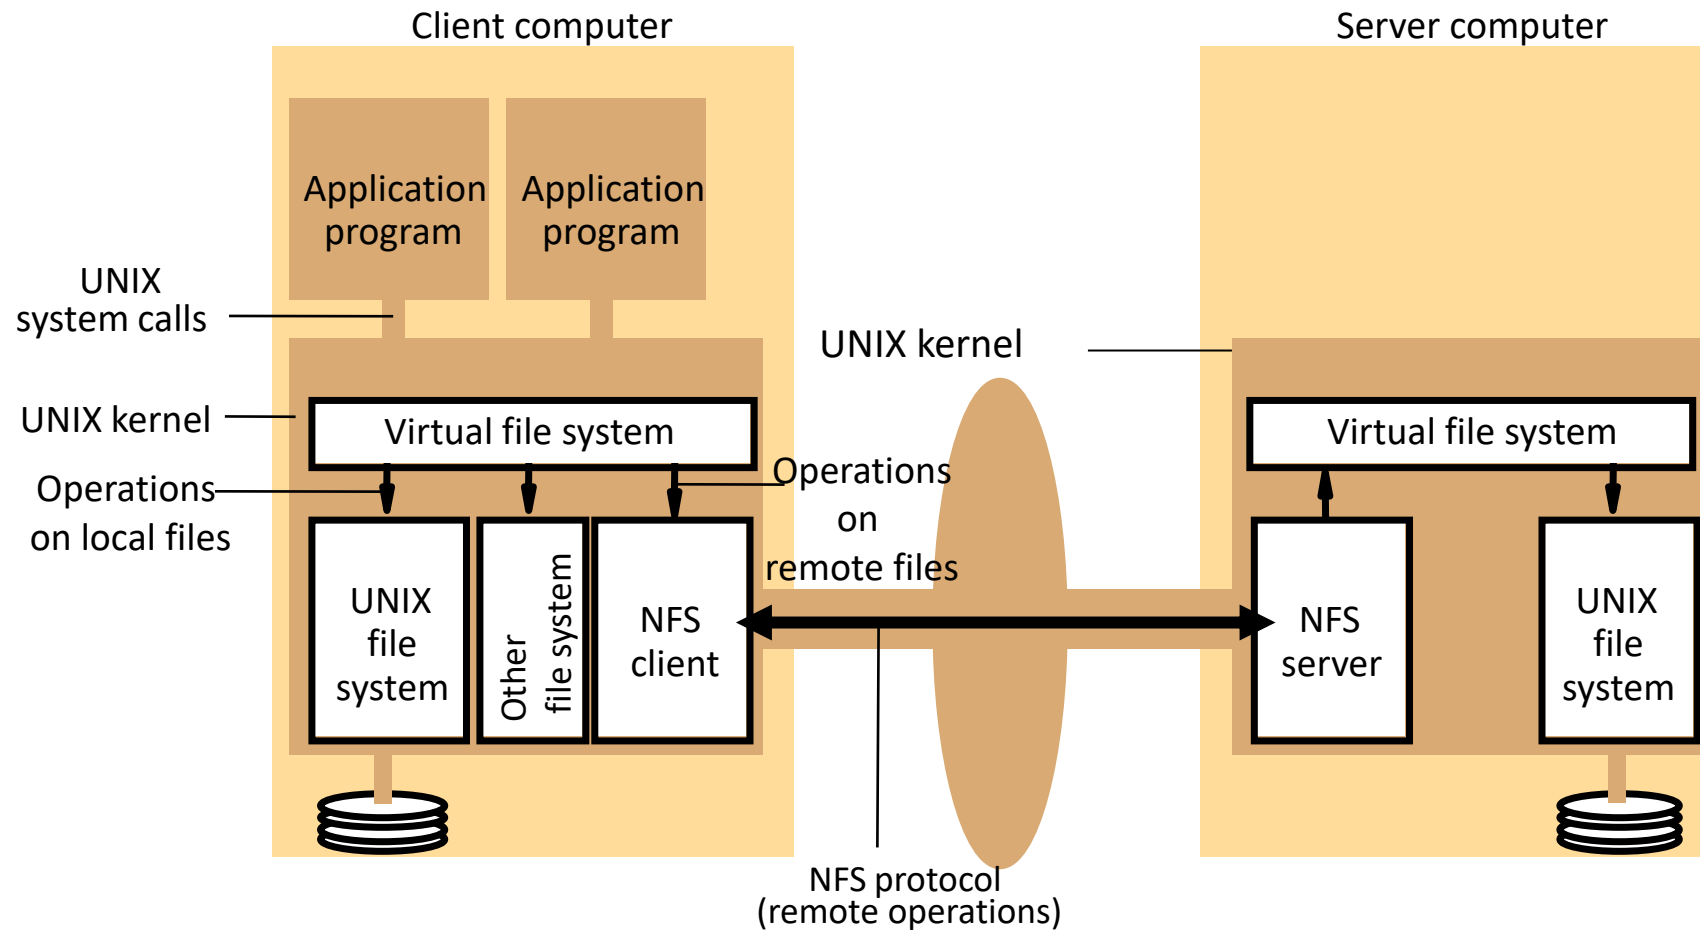 Client computer
Server computer
Application
program
Application
program
UNIX
system calls
UNIX kernel
UNIX kernel
Virtual file system
Virtual file system
Operations
on local files
Operations
on
remote files
UNIX
file
system
Other
file system
NFS
client
NFS
server
UNIX
file
system
NFS protocol
(remote operations)